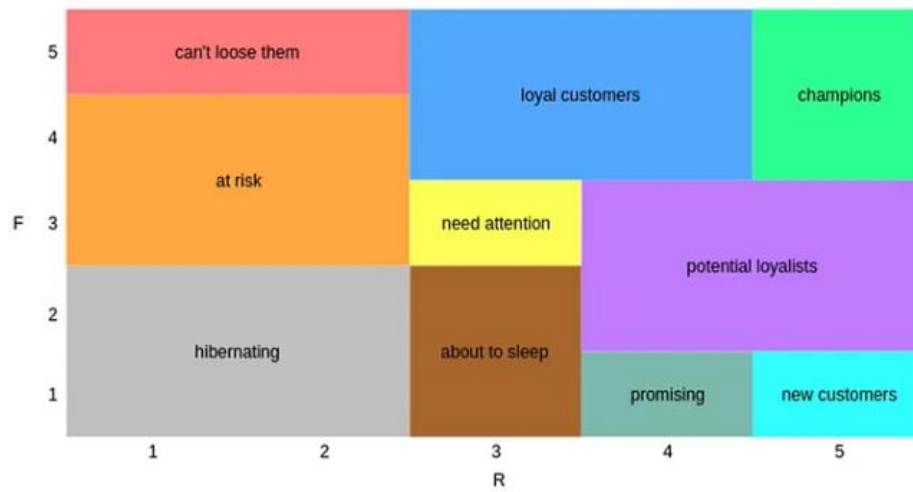 5
can't loose them
loyal customers
champions
4
at risk
F
3
need attention
potential loyalists
2
hibernating
about to sleep
1
promising
new customers
1 2 3 4 5
R